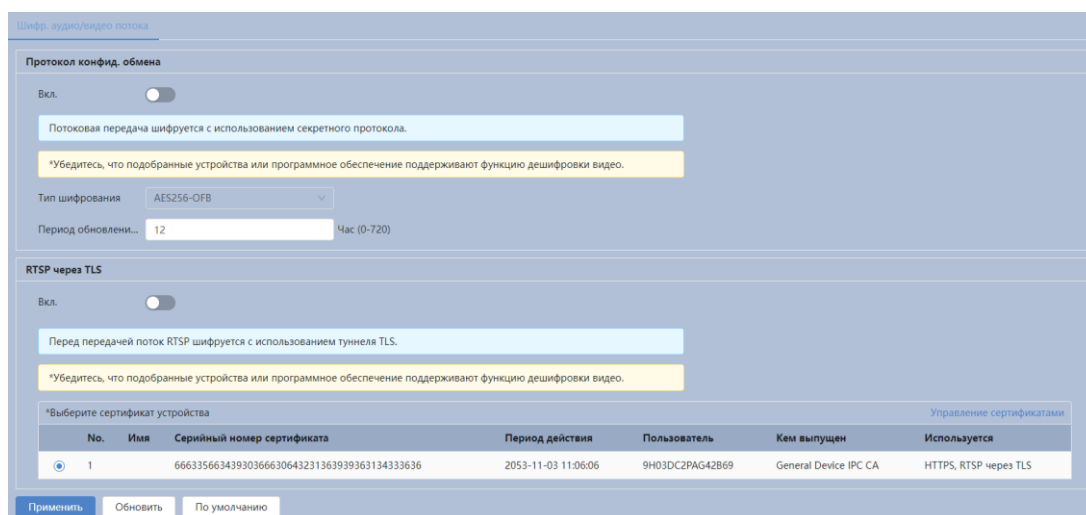 Шифр. аудио/видео потока
Протокол конфид. обмена
Вкл.
Потоковая передача шифруется с использованием секретного протокола.
*Убедитесь, что подобранные устройства или программное обеспечение поддерживают функцию дешифровки видео.
Тип шифрования AES256-OFB
Период обновлени... 12 Час (0-720)
RTSP через TLS
Вкл.
Перед передачей поток RTSP шифруется с использованием туннеля TLS.
*Убедитесь, что подобранные устройства или программное обеспечение поддерживают функцию дешифровки видео.
*Выберите сертификат устройства Управление сертификатами
No. Имя Серийный номер сертификата Период действия Пользователь Кем выпущен Используется
1 66633566343930366630643231363939363134333636 2053-11-03 11:06:06 9H03DC2PAG42B69 General Device IPC CA HTTPS, RTSP через TLS
Применить Обновить По умолчанию